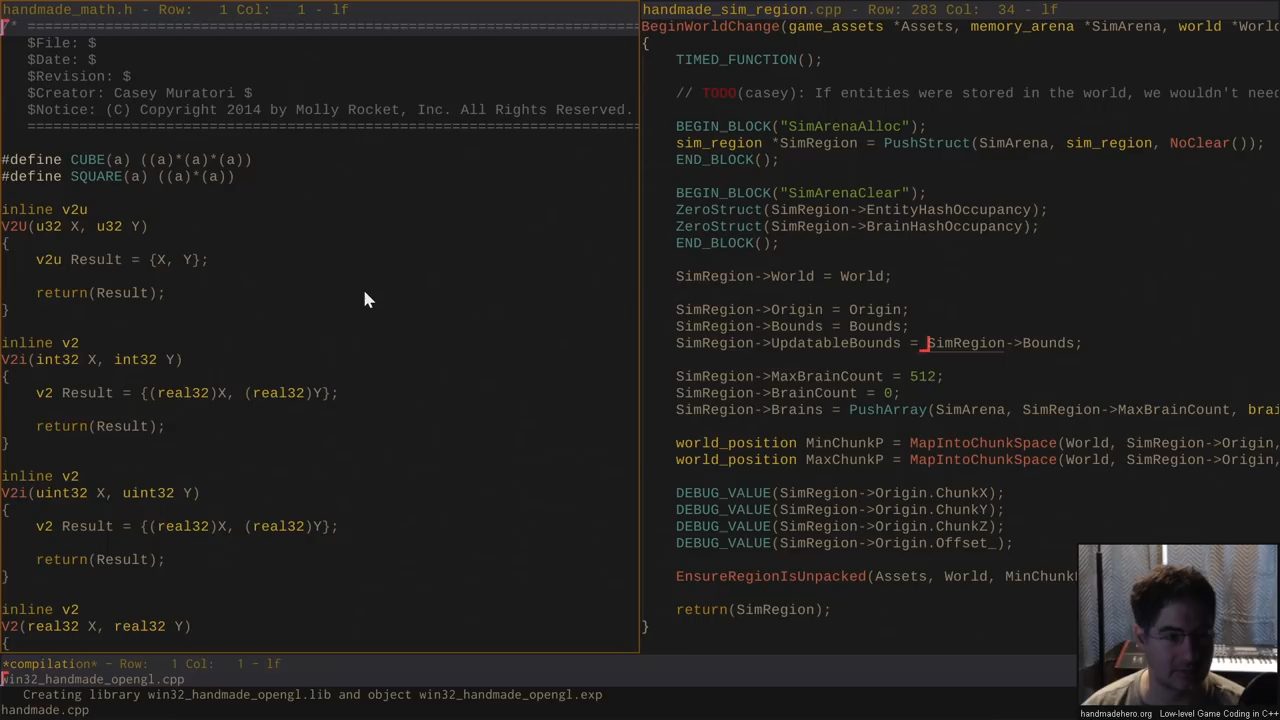 handmade_math.h - Row:   1 Col:   1 - lf
/* ========================================================================
   $File: $
   $Date: $
   $Revision: $
   $Creator: Casey Muratori $
   $Notice: (C) Copyright 2014 by Molly Rocket, Inc. All Rights Reserved.
   ========================================================================
#define CUBE(a) ((a)*(a)*(a))
#define SQUARE(a) ((a)*(a))
inline v2u
V2U(u32 X, u32 Y)
{
    v2u Result = {X, Y};
    return(Result);
}
inline v2
V2i(int32 X, int32 Y)
{
    v2 Result = {(real32)X, (real32)Y};
    return(Result);
}
inline v2
V2i(uint32 X, uint32 Y)
{
    v2 Result = {(real32)X, (real32)Y};
    return(Result);
}
inline v2
V2(real32 X, real32 Y)
{
handmade_sim_region.cpp - Row: 283 Col:  34 - lf
BeginWorldChange(game_assets *Assets, memory_arena *SimArena, world *Worl
{
    TIMED_FUNCTION();
    // TODO(casey): If entities were stored in the world, we wouldn't need
    BEGIN_BLOCK("SimArenaAlloc");
    sim_region *SimRegion = PushStruct(SimArena, sim_region, NoClear());
    END_BLOCK();
    BEGIN_BLOCK("SimArenaClear");
    ZeroStruct(SimRegion->EntityHashOccupancy);
    ZeroStruct(SimRegion->BrainHashOccupancy);
    END_BLOCK();
    SimRegion->World = World;
    SimRegion->Origin = Origin;
    SimRegion->Bounds = Bounds;
    SimRegion->UpdatableBounds = SimRegion->Bounds;
    SimRegion->MaxBrainCount = 512;
    SimRegion->BrainCount = 0;
    SimRegion->Brains = PushArray(SimArena, SimRegion->MaxBrainCount, brai
    world_position MinChunkP = MapIntoChunkSpace(World, SimRegion->Origin,
    world_position MaxChunkP = MapIntoChunkSpace(World, SimRegion->Origin,
    DEBUG_VALUE(SimRegion->Origin.ChunkX);
    DEBUG_VALUE(SimRegion->Origin.ChunkY);
    DEBUG_VALUE(SimRegion->Origin.ChunkZ);
    DEBUG_VALUE(SimRegion->Origin.Offset_);
    EnsureRegionIsUnpacked(Assets, World, MinChunk
    return(SimRegion);
}
*compilation* - Row:   1 Col:   1 - lf
win32_handmade_opengl.cpp
   Creating library win32_handmade_opengl.lib and object win32_handmade_opengl.exp
handmade.cpp
handmadehero.org - Low-level Game Coding in C++